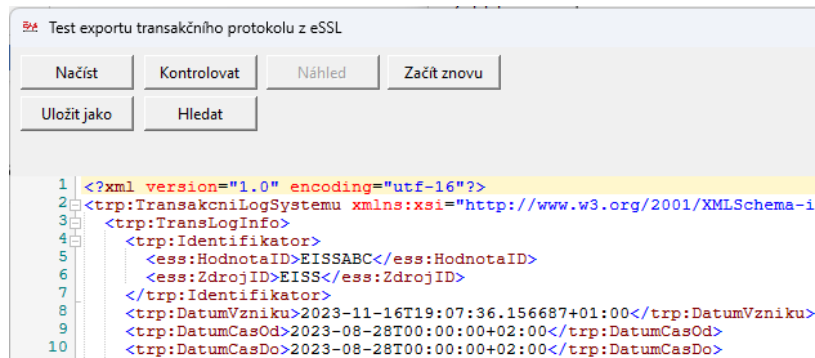 Test exportu transakčního protokolu z eSSL
Načíst Kontrolovat Náhled Začít znovu
Uložit jako Hledat
1 <?xml version="1.0" encoding="utf-16"?>
2 <trp:TransakcniLogSystemu xmlns:xsi="http://www.w3.org/2001/XMLSchema-i
3 <trp:TransLogInfo>
4 <trp:Identifikator>
5 <ess:HodnotaID>EISSABC</ess:HodnotaID>
6 <ess:ZdrojID>EISS</ess:ZdrojID>
7 </trp:Identifikator>
8 <trp:DatumVzniku>2023-11-16T19:07:36.156687+01:00</trp:DatumVzniku>
9 <trp:DatumCasOd>2023-08-28T00:00:00+02:00</trp:DatumCasOd>
10 <trp:DatumCasDo>2023-08-28T00:00:00+02:00</trp:DatumCasDo>